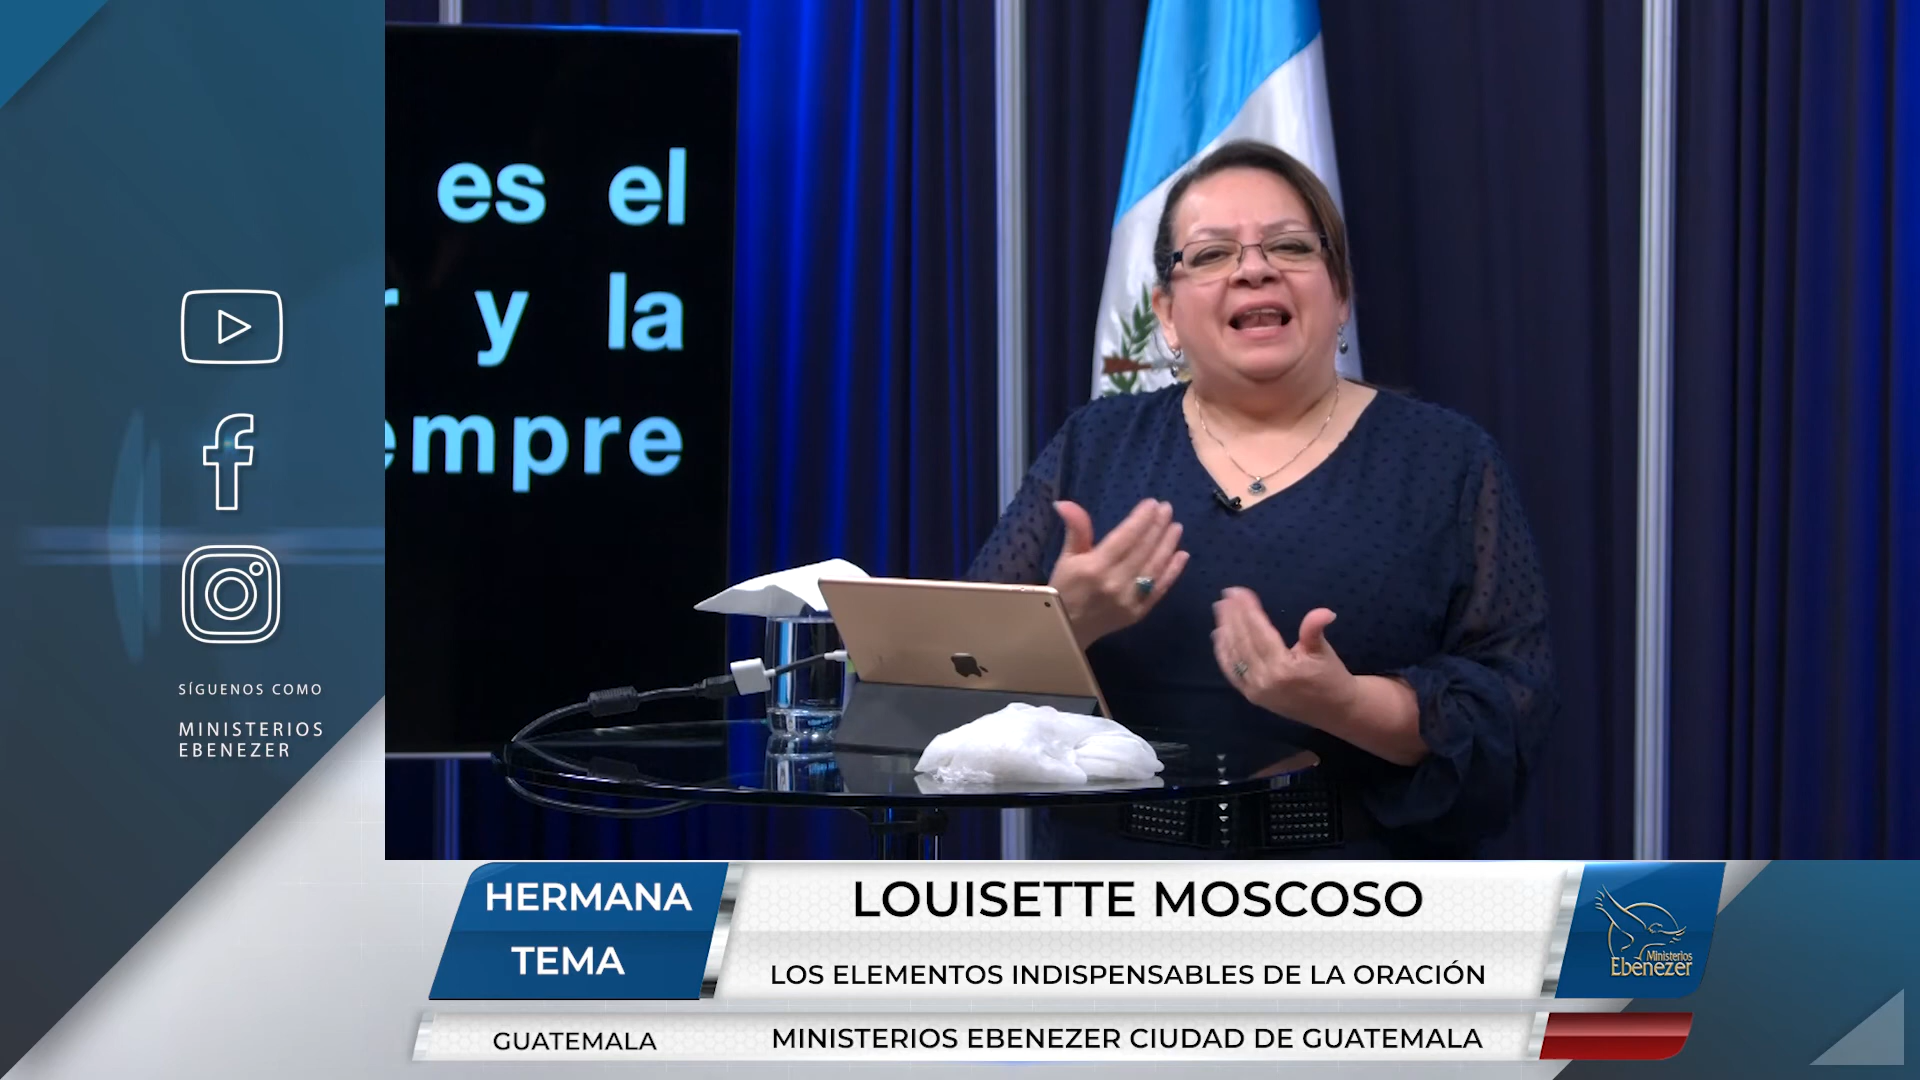 es el
y la
SÍGUENOS COMO
MINISTERIOS
EBENEZER
HERMANA
LOUISETTE MOSCOSO
TEMA
LOS ELEMENTOS INDISPENSABLES DE LA ORACIÓN
Ministerios
Ebenezer
GUATEMALA
MINISTERIOS EBENEZER CIUDAD DE GUATEMALA